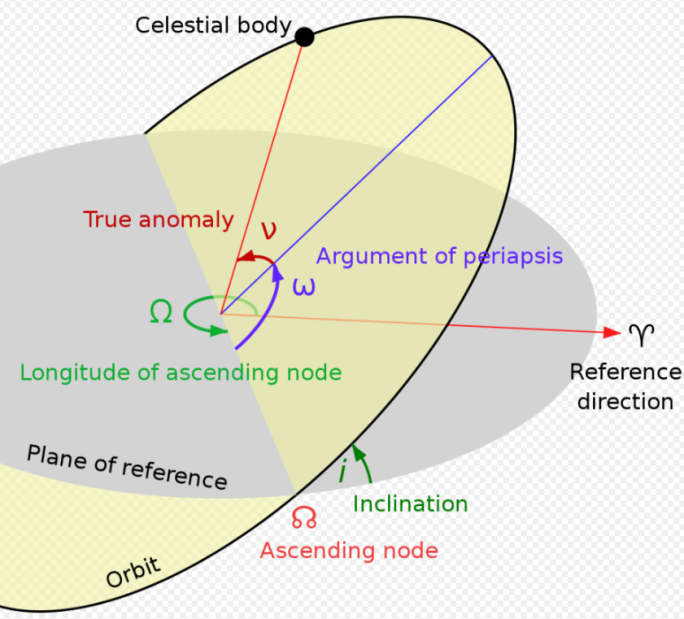 Celestial body
True anomaly
ν
Argument of periapsis
ω
Ω
♈
Reference
direction
Longitude of ascending node
Plane of reference
i
Inclination
☊
Ascending node
Orbit